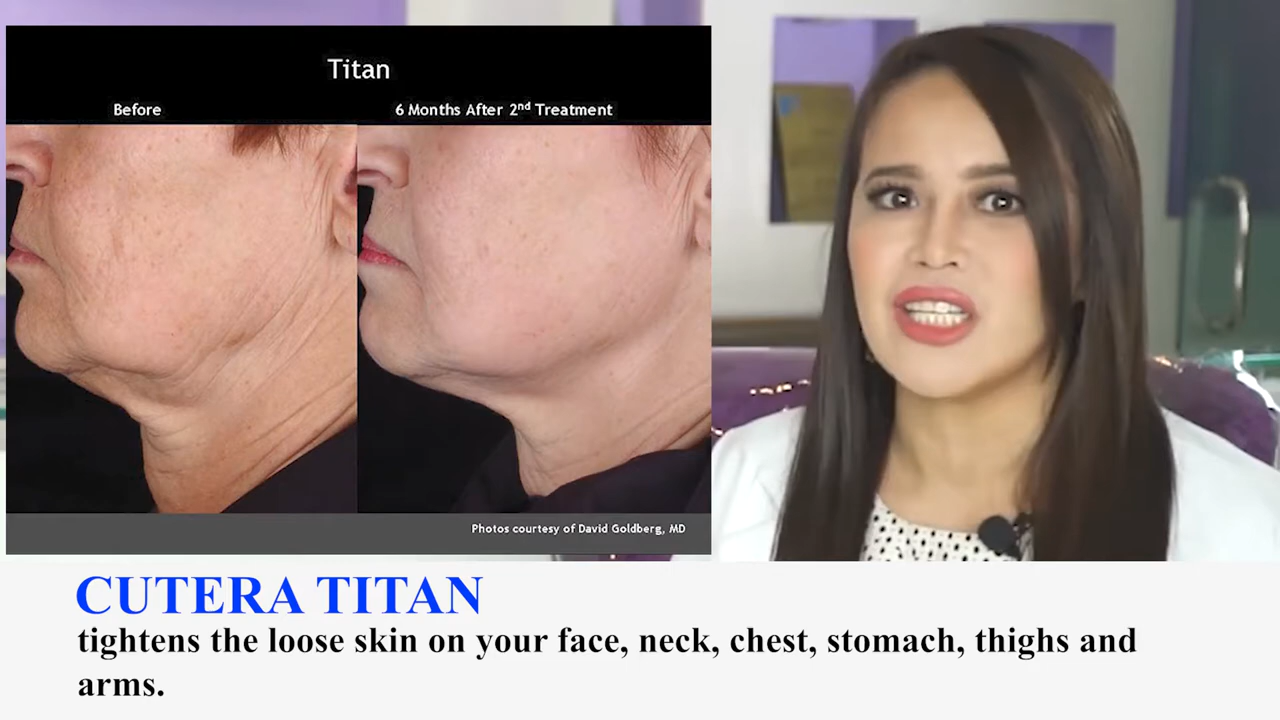 Titan
Before
6 Months After 2nd Treatment
Photos courtesy of David Goldberg, MD
CUTERA TITAN
tightens the loose skin on your face, neck, chest, stomach, thighs and
arms.